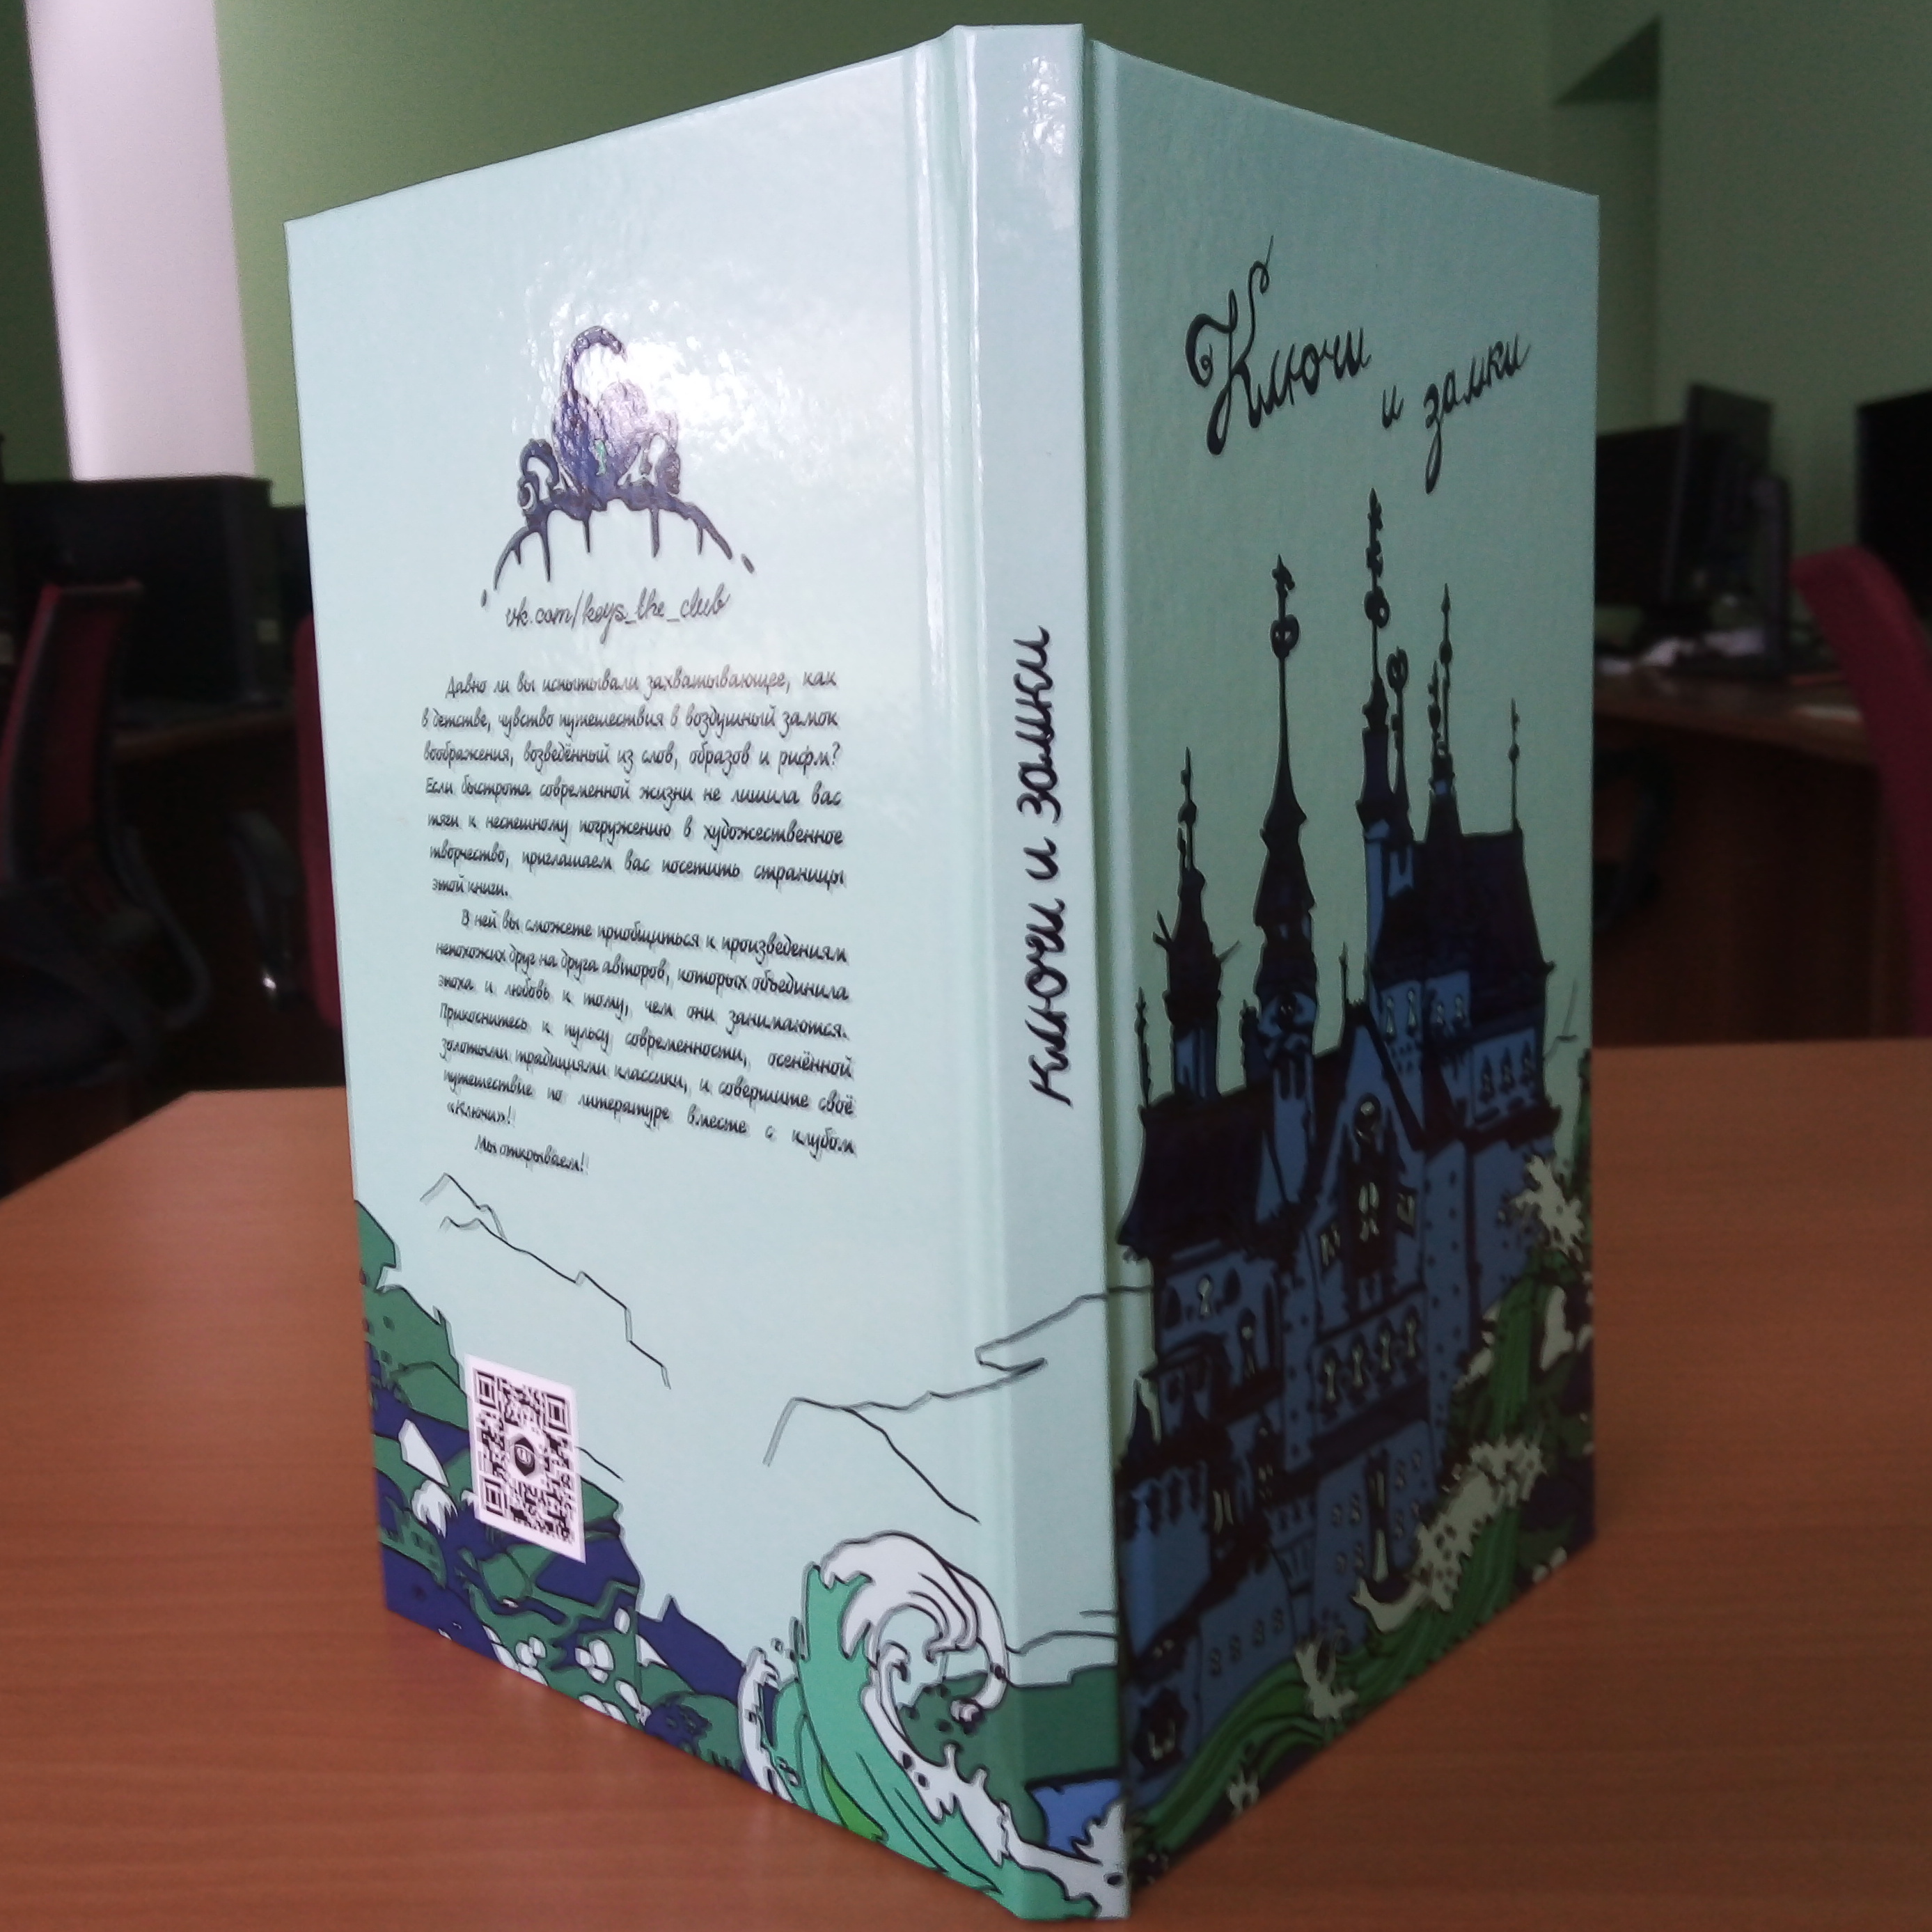 vk.com/keys_the_club
Давно ли вы испытывали захватывающее, как
в детстве, чувство путешествия в воздушный замок
воображения, возведённый из слов, образов и рифм?
Если быстрота современной жизни не лишила вас
тяги к неспешному погружению в художественное
творчество, приглашаем вас посетить страницы
этой книги.
В ней вы сможете приобщиться к произведениям
непохожих друг на друга авторов, которых объединила
эпоха и любовь к тому, чем они занимаются.
Прикоснитесь к пульсу современности, осенённой
золотыми традициями классики, и совершите своё
путешествие по литературе вместе с клубом
«Ключи»!
Мы открываем!
Ключи и замки
Ключи
и замки